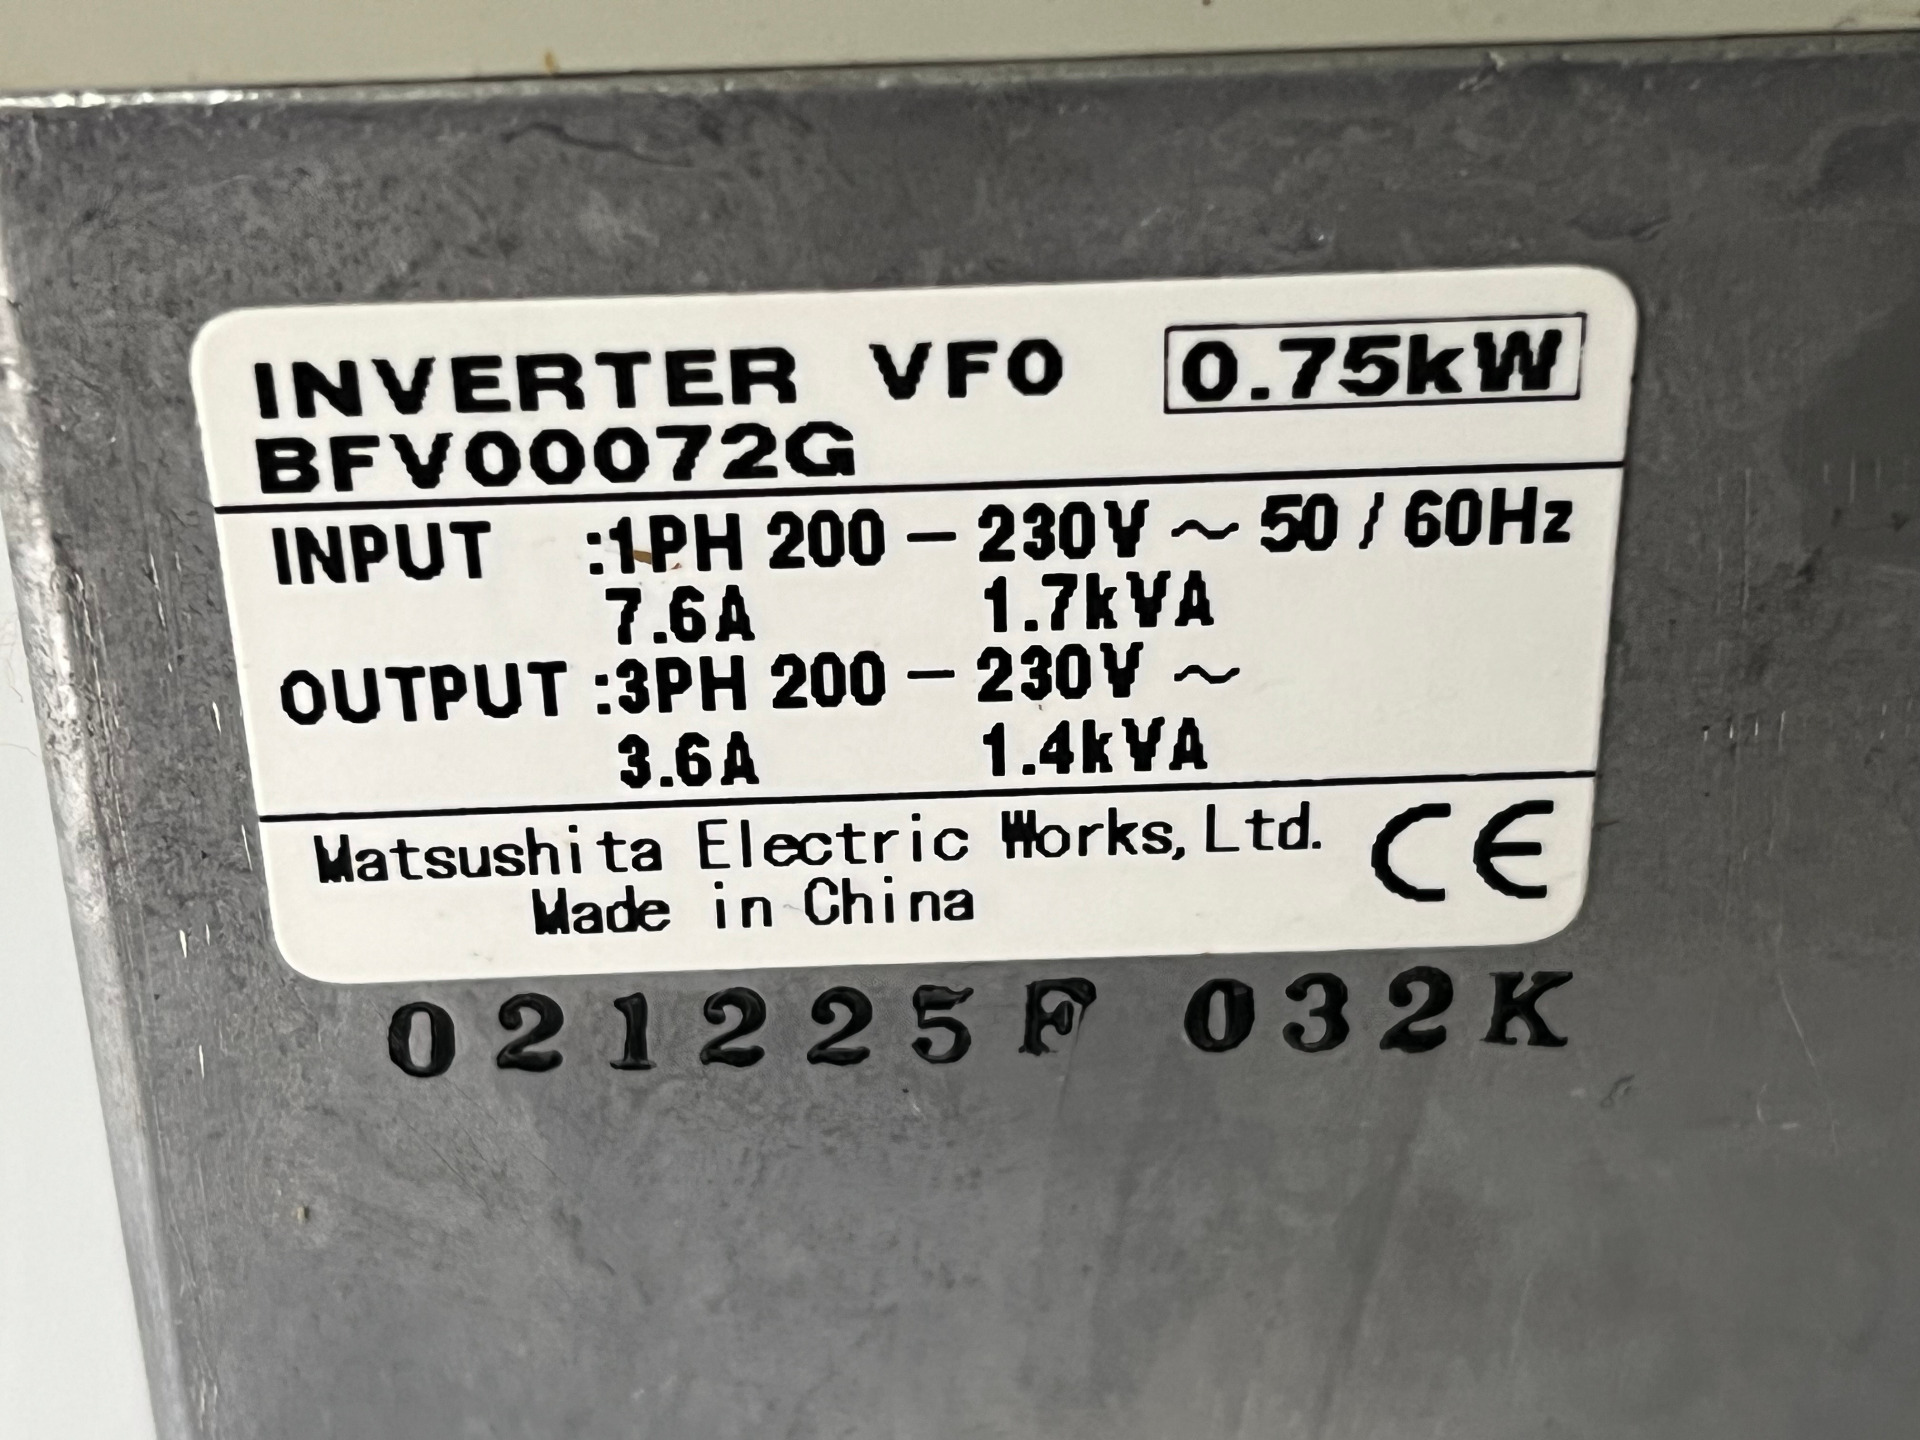 INVERTER VF0 0.75kW
BFV00072G
INPUT :1PH 200 – 230V ~ 50 / 60Hz
7.6A 1.7kVA
OUTPUT :3PH 200 – 230V ~
3.6A 1.4kVA
Matsushita Electric Works, Ltd. CE
Made in China
021225F 032K